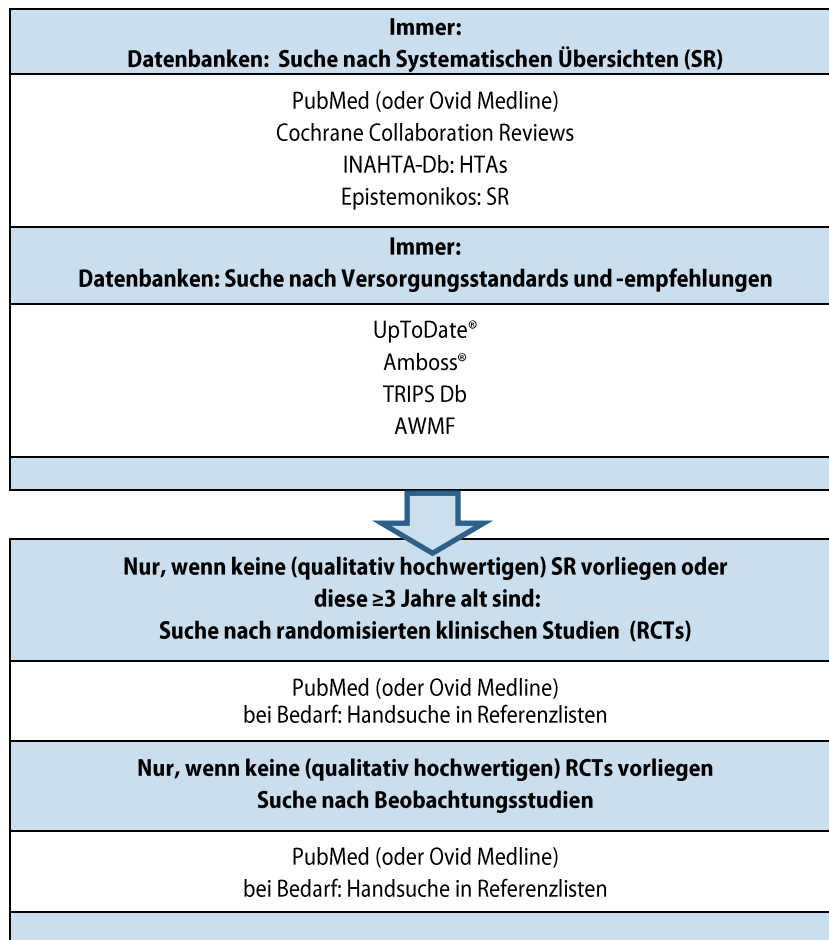 Immer:
Datenbanken: Suche nach Systematischen Übersichten (SR)
PubMed (oder Ovid Medline)
Cochrane Collaboration Reviews
INAHTA-Db: HTAs
Epistemonikos: SR
Immer:
Datenbanken: Suche nach Versorgungsstandards und -empfehlungen
UpToDate®
Amboss®
TRIPS Db
AWMF
Nur, wenn keine (qualitativ hochwertigen) SR vorliegen oder
diese ≥3 Jahre alt sind:
Suche nach randomisierten klinischen Studien (RCTs)
PubMed (oder Ovid Medline)
bei Bedarf: Handsuche in Referenzlisten
Nur, wenn keine (qualitativ hochwertigen) RCTs vorliegen
Suche nach Beobachtungsstudien
PubMed (oder Ovid Medline)
bei Bedarf: Handsuche in Referenzlisten